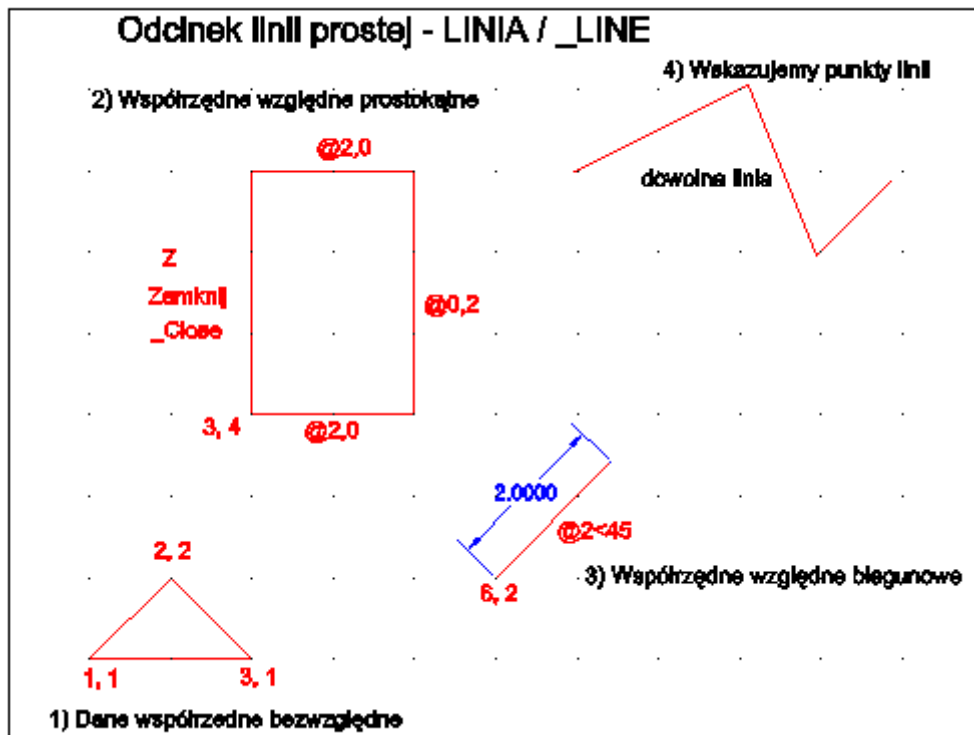 Odcinek linii prostej - LINIA / _LINE
4) Wskazujemy punkty linii
2) Współrzędne względne prostokątne
@2,0
dowolna linia
Z
Zamknij
_Close
@0,2
3, 4
@2,0
2.0000
@2<45
2, 2
6, 2
3) Współrzędne względne biegunowe
1, 1
3, 1
1) Dane współrzedne bezwzględne